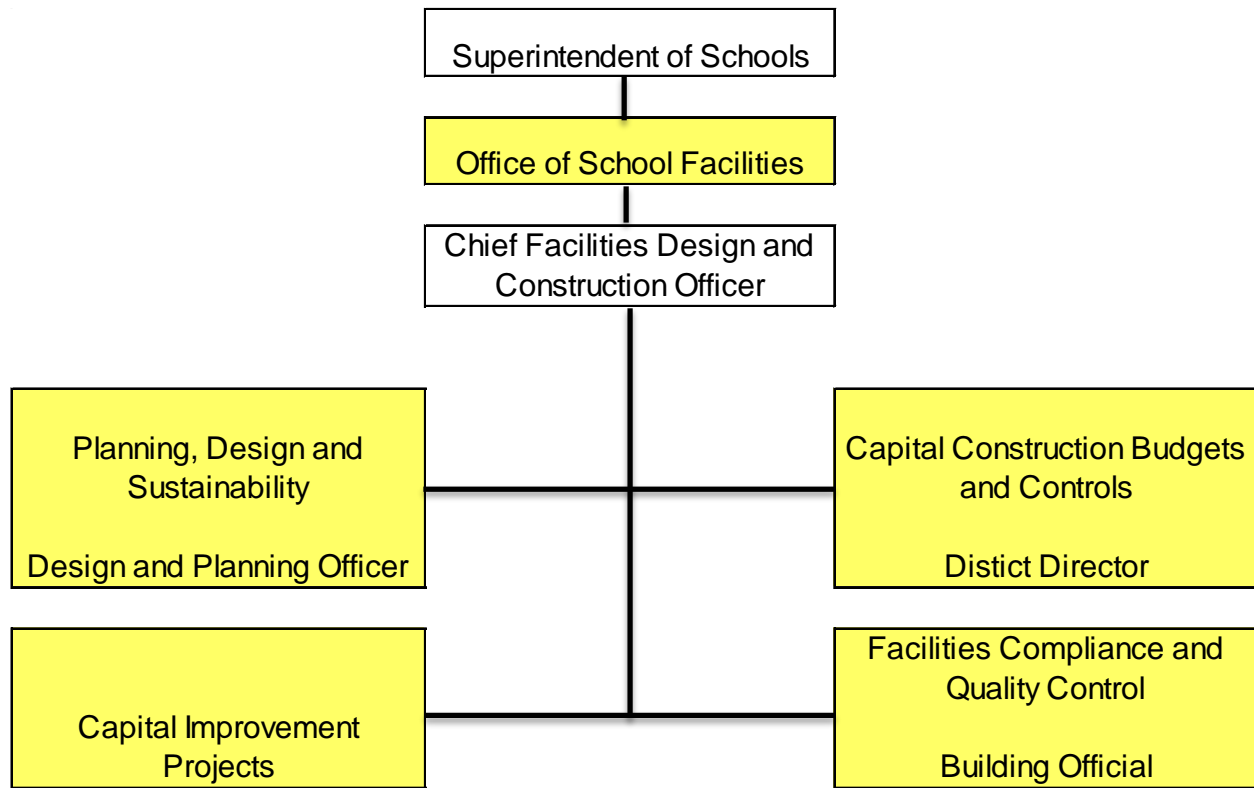 Superintendent of Schools
Office of School Facilities
Chief Facilities Design and
Construction Officer
Planning, Design and
Sustainability
Design and Planning Officer
Capital Construction Budgets
and Controls
Distict Director
Capital Improvement
Projects
Facilities Compliance and
Quality Control
Building Official